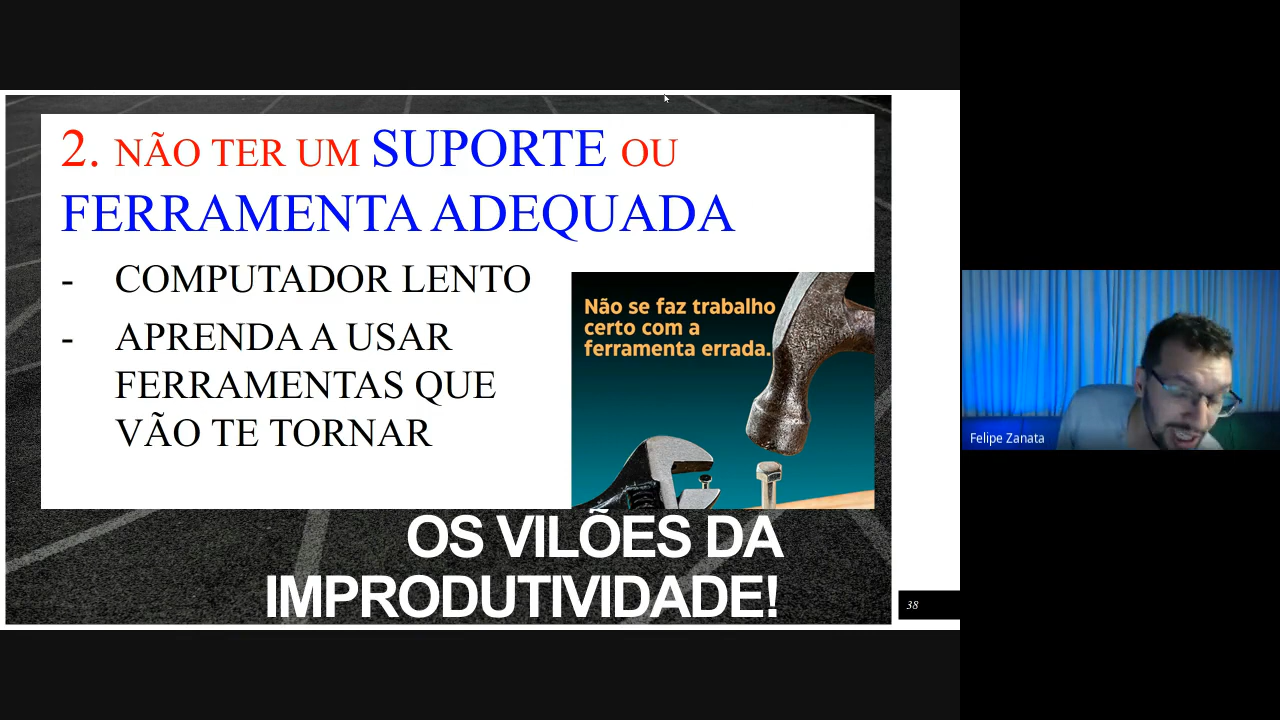 2. NÃO TER UM SUPORTE OU
FERRAMENTA ADEQUADA
- COMPUTADOR LENTO
- APRENDA A USAR
FERRAMENTAS QUE
VÃO TE TORNAR
Não se faz trabalho
certo com a
ferramenta errada.
OS VILÕES DA
IMPRODUTIVIDADE!
38
Felipe Zanata